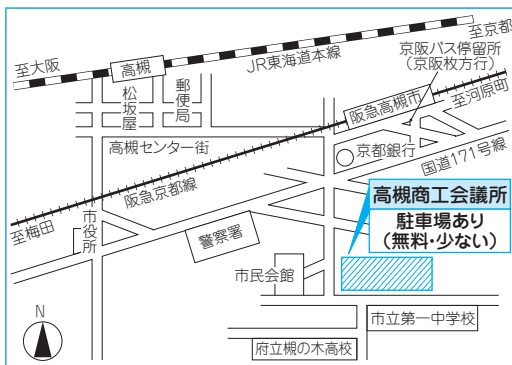 至京都
至大阪
高槻
JR東海道本線
京阪バス停留所
（京阪枚方行）
松坂屋
郵便局
阪急高槻市
至河原町
高槻センター街
京都銀行
国道171号線
阪急京都線
高槻商工会議所
駐車場あり
（無料・少ない）
至梅田
市役所
警察署
市民会館
N
市立第一中学校
府立槻の木高校